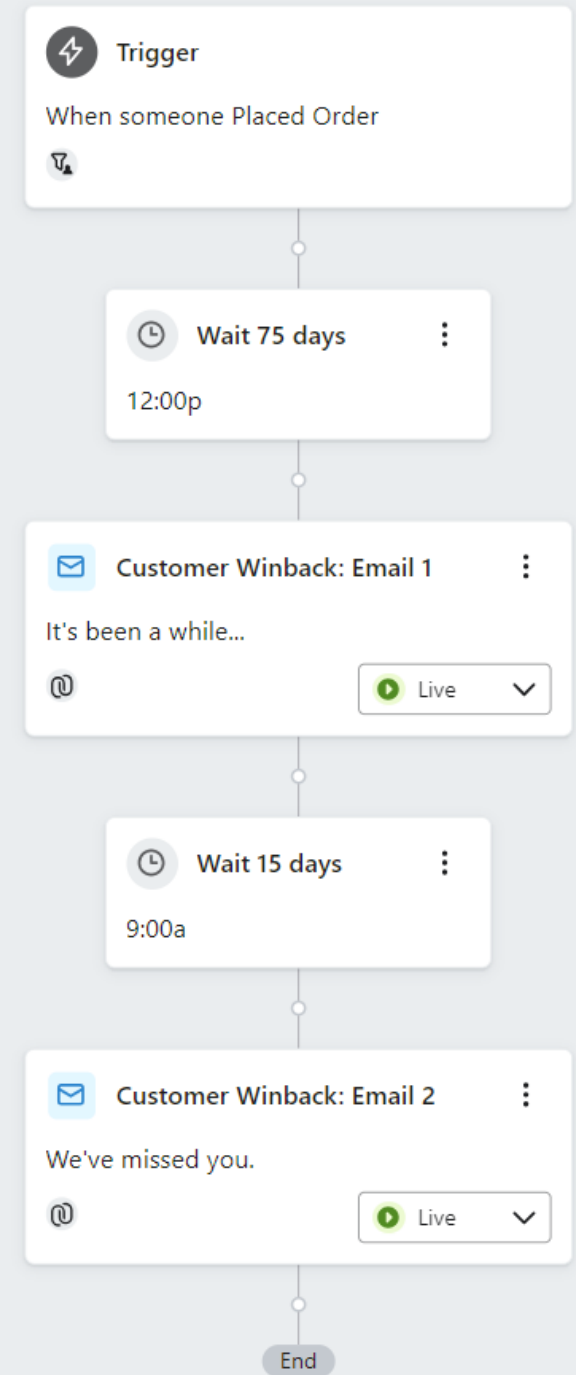 Trigger
When someone Placed Order
Wait 75 days
12:00p
Customer Winback: Email 1
It's been a while...
Live
Wait 15 days
9:00a
Customer Winback: Email 2
We've missed you.
Live
End